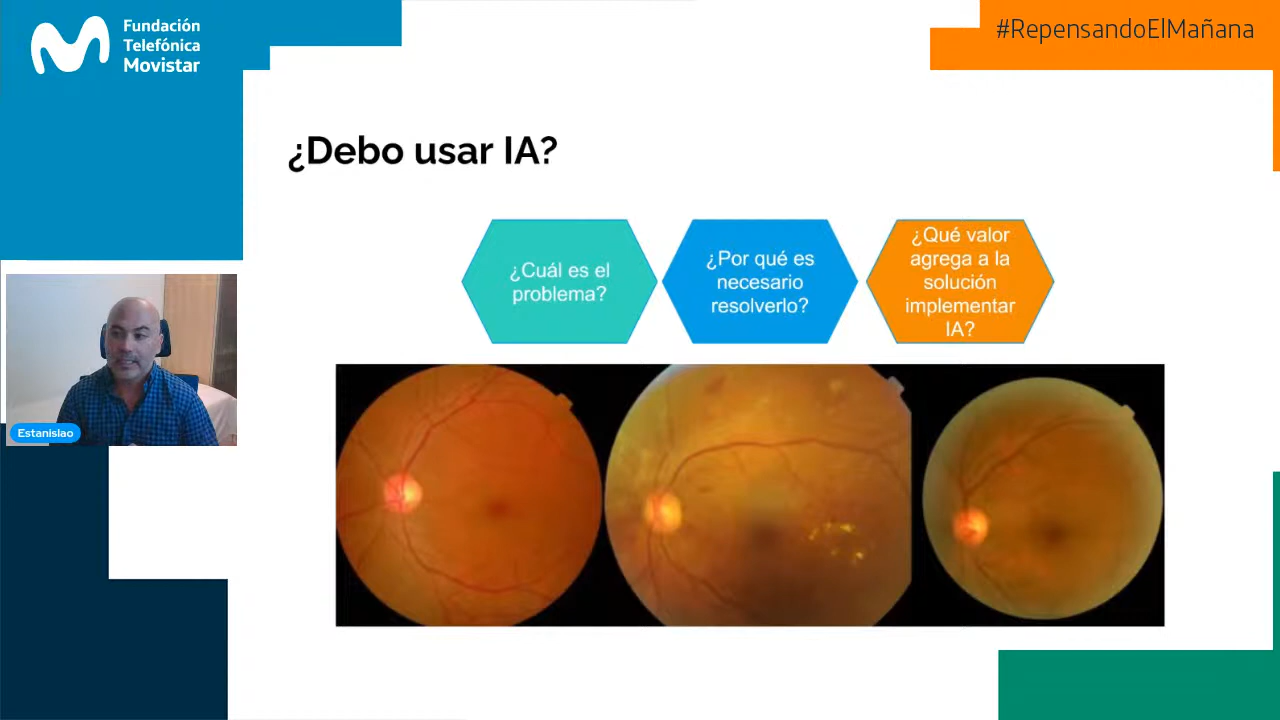 Fundación
Telefónica
Movistar
#RepensandoElMañana
¿Debo usar IA?
¿Cuál es el
problema?
¿Por qué es
necesario
resolverlo?
¿Qué valor
agrega a la
solución
implementar
IA?
Estanislao